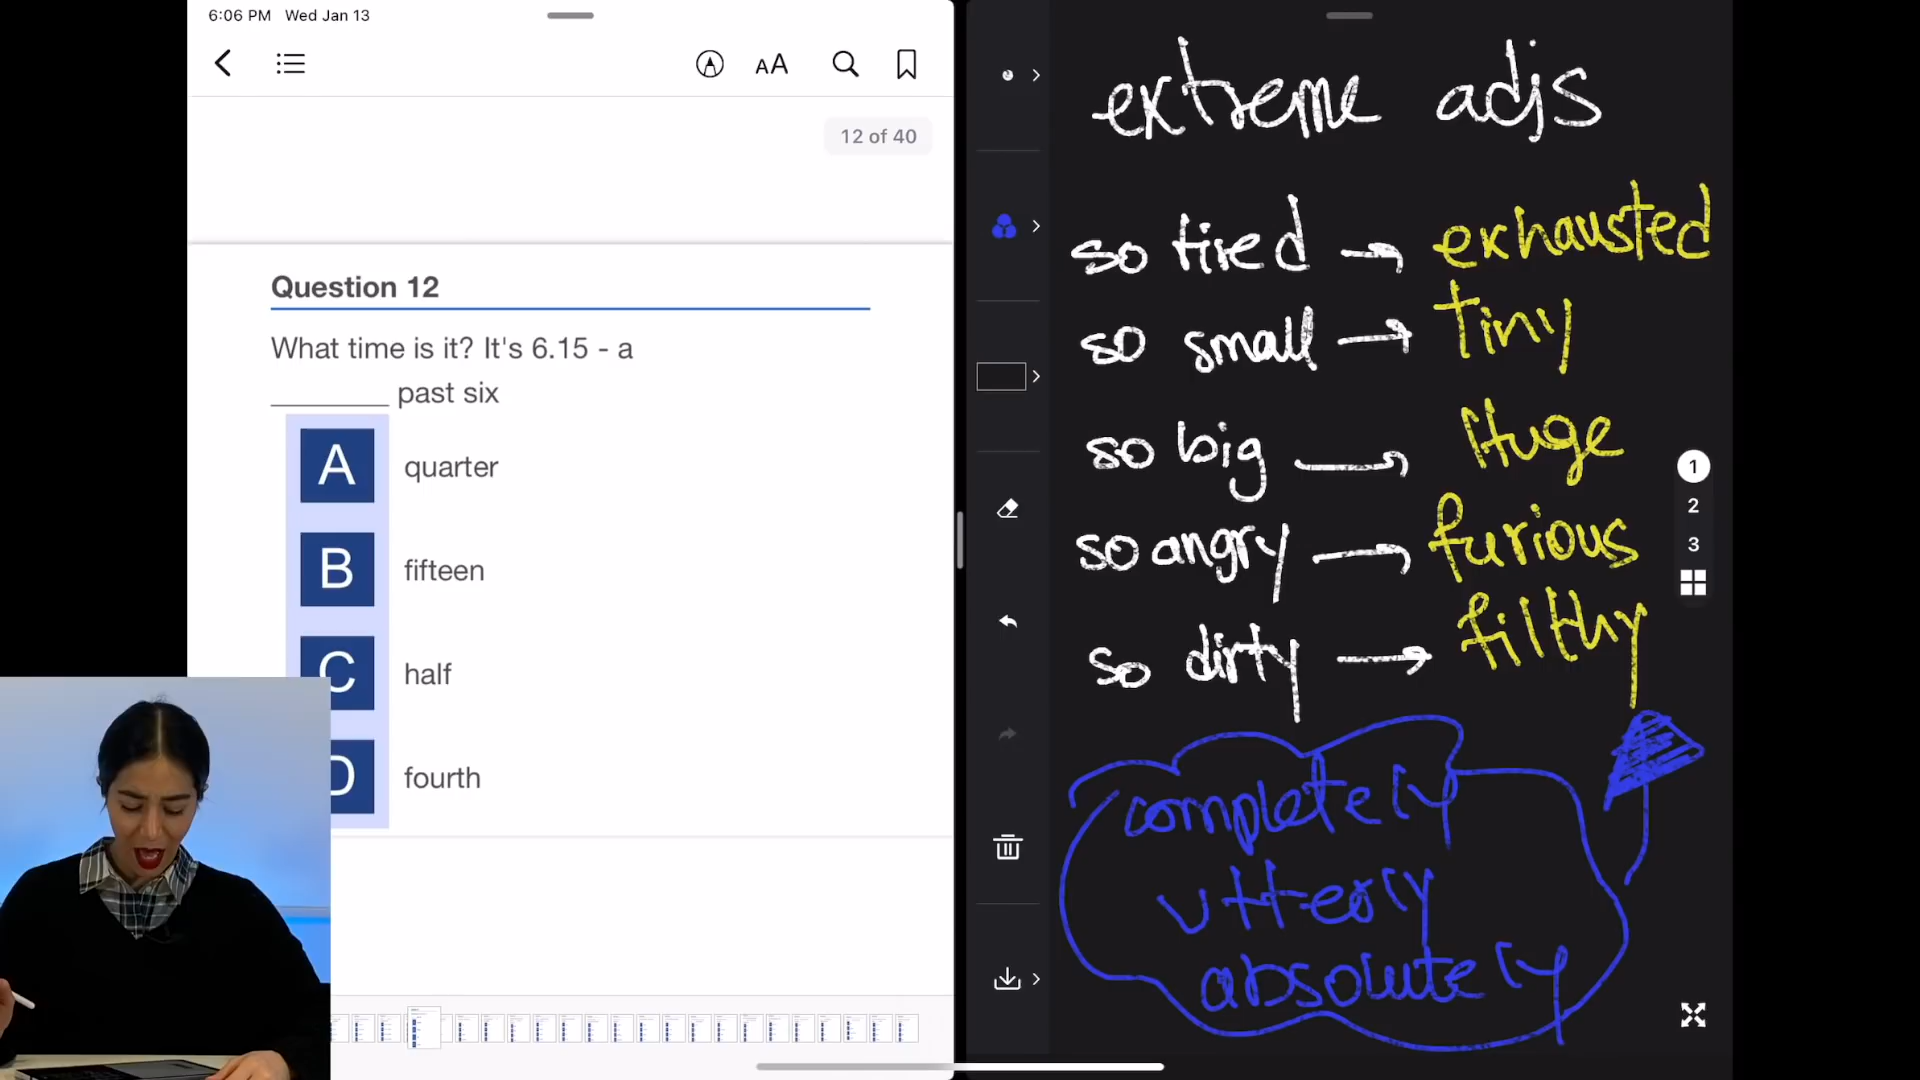 6:06 PM Wed Jan 13
AA
12 of 40
Question 12
What time is it? It's 6.15 - a
_________ past six
A quarter
B fifteen
C half
D fourth
extreme adjs
so tired → exhausted
so small → tiny
so big → Huge
so angry → furious
so dirty → filthy
completely
utterly
absolutely
1
2
3